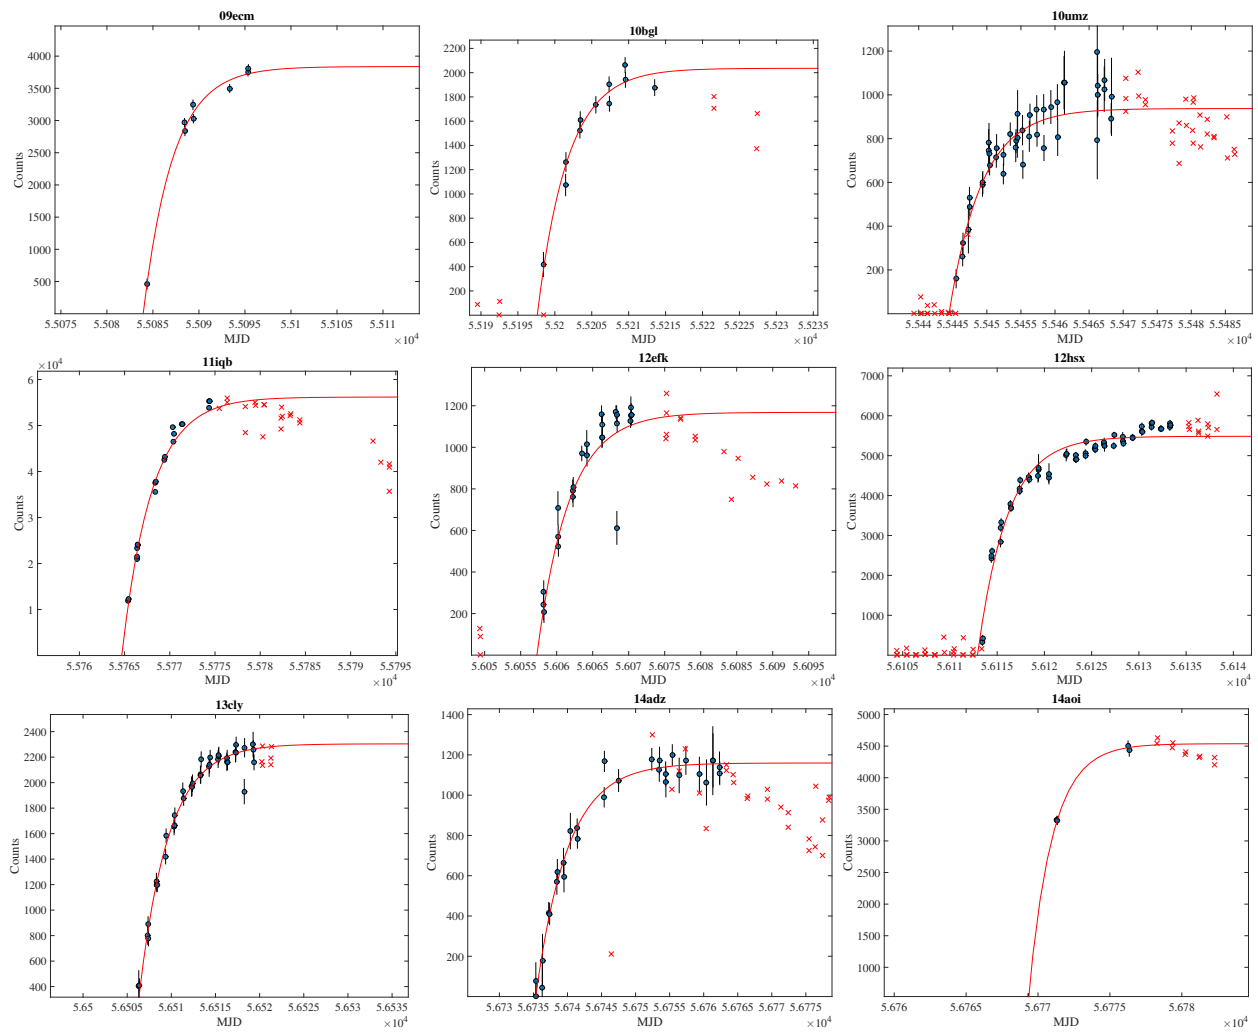 09ecm
Counts
4000
3500
3000
2500
2000
1500
1000
500
5.5075 5.508 5.5085 5.509 5.5095 5.51 5.5105 5.511
MJD ×10⁴
10bgl
Counts
2200
2000
1800
1600
1400
1200
1000
800
600
400
200
5.519 5.5195 5.52 5.5205 5.521 5.5215 5.522 5.5225 5.523 5.5235
MJD ×10⁴
10umz
Counts
1200
1000
800
600
400
200
5.544 5.5445 5.545 5.5455 5.546 5.5465 5.547 5.5475 5.548 5.5485
MJD ×10⁴
11iqb
×10⁴
Counts
6
5
4
3
2
1
5.576 5.5765 5.577 5.5775 5.578 5.5785 5.579 5.5795
MJD ×10⁴
12efk
Counts
1200
1000
800
600
400
200
5.605 5.6055 5.606 5.6065 5.607 5.6075 5.608 5.6085 5.609 5.6095
MJD ×10⁴
12hsx
Counts
7000
6000
5000
4000
3000
2000
1000
5.6105 5.611 5.6115 5.612 5.6125 5.613 5.6135 5.614
MJD ×10⁴
13cly
Counts
2400
2200
2000
1800
1600
1400
1200
1000
800
600
400
5.65 5.6505 5.651 5.6515 5.652 5.6525 5.653 5.6535
MJD ×10⁴
14adz
Counts
1400
1200
1000
800
600
400
200
5.673 5.6735 5.674 5.6745 5.675 5.6755 5.676 5.6765 5.677 5.6775
MJD ×10⁴
14aoi
Counts
5000
4500
4000
3500
3000
2500
2000
1500
1000
5.676 5.6765 5.677 5.6775 5.678
MJD ×10⁴